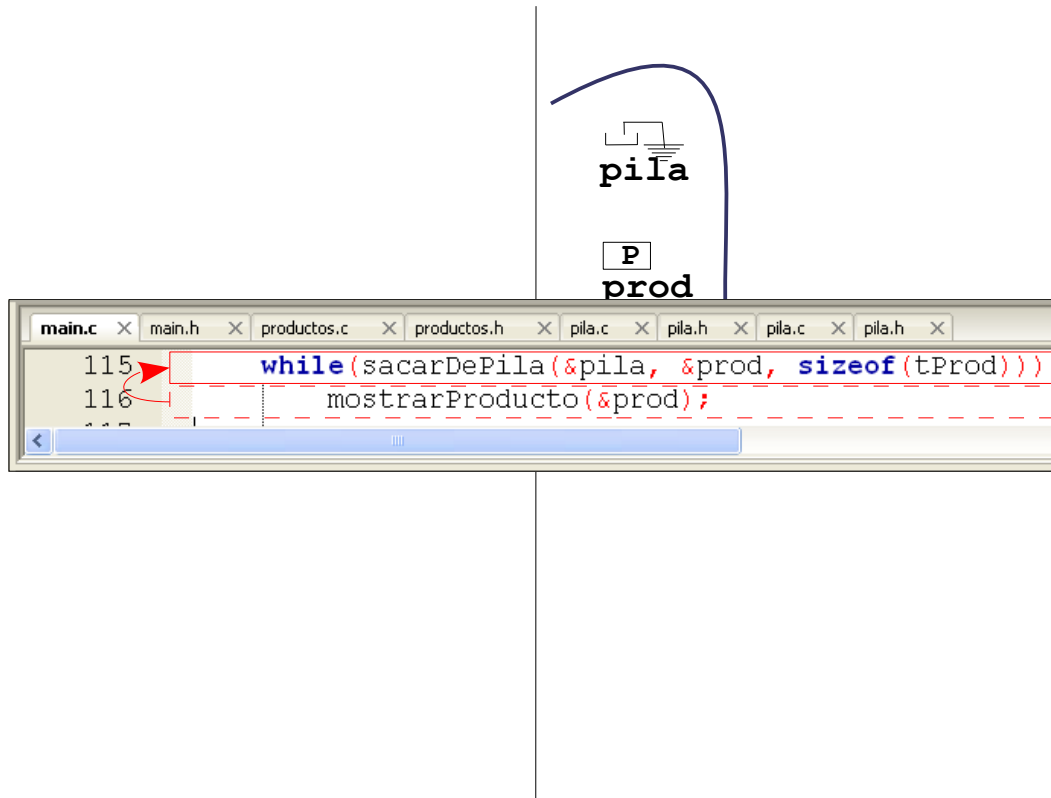 pila
P
prod
main.c main.h productos.c productos.h pila.c pila.h pila.c pila.h
115 while(sacarDePila(&pila, &prod, sizeof(tProd)))
116 mostrarProducto(&prod);